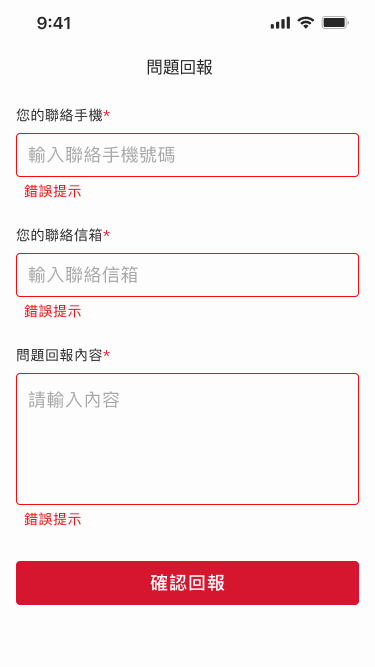 9:41
問題回報
您的聯絡手機*
輸入聯絡手機號碼
錯誤提示
您的聯絡信箱*
輸入聯絡信箱
錯誤提示
問題回報內容*
請輸入內容
錯誤提示
確認回報